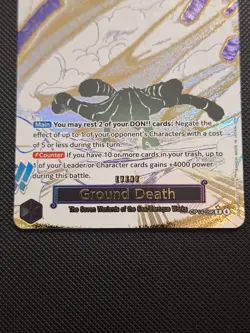 Main You may rest 2 of your DON!! cards: Negate
the effect of up to 1 of your opponent's Characters with a cost
of 5 or less during this turn.
Counter If you have 10 or more cards in your trash, up to
1 of your Leader or Character cards gains +4000 power
during this turn.
EVENT
Ground Death
The Seven Warlords of the Sea/